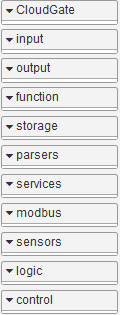 CloudGate
input
output
function
storage
parsers
services
modbus
sensors
logic
control